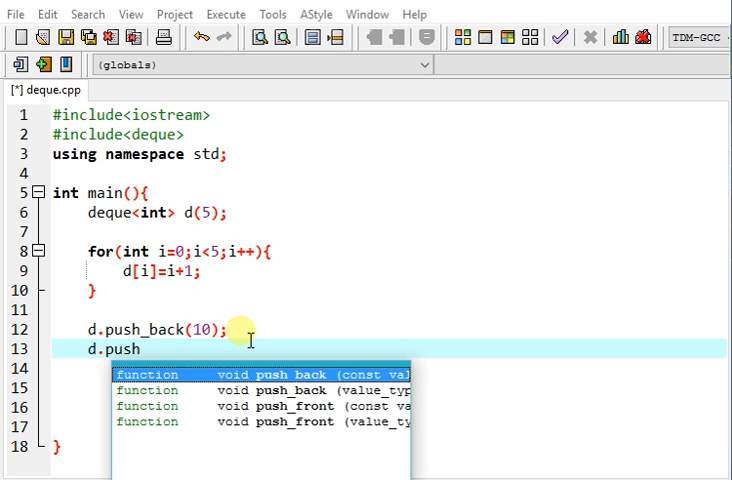 File Edit Search View Project Execute Tools AStyle Window Help
TDM-GCC
(globals)
[*] deque.cpp
1 #include<iostream>
2 #include<deque>
3 using namespace std;
4
5 int main(){
6 deque<int> d(5);
7
8 for(int i=0;i<5;i++){
9 d[i]=i+1;
10 }
11
12 d.push_back(10);
13 d.push
14 function void push_back (const val
15 function void push_back (value_typ
16 function void push_front (const va
17 function void push_front (value_ty
18 }